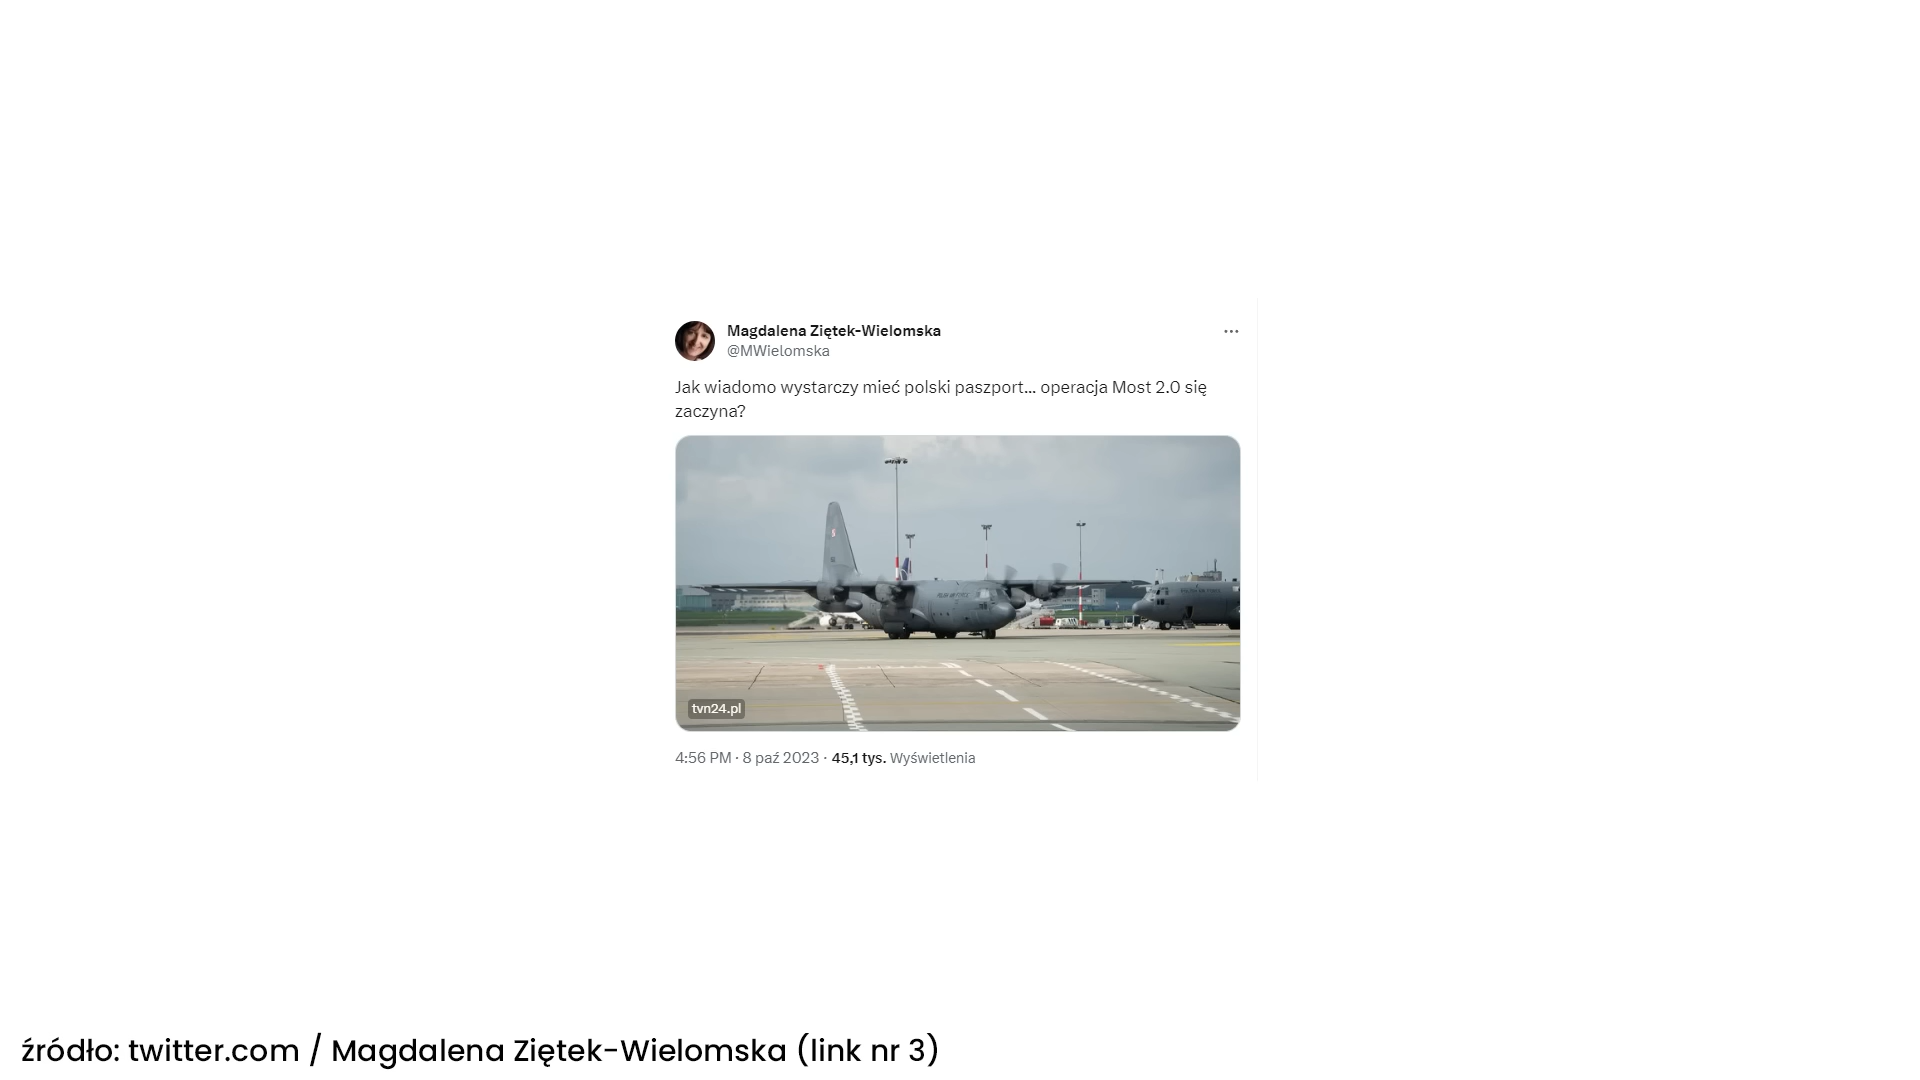 Magdalena Ziętek-Wielomska
@MWielomska
Jak wiadomo wystarczy mieć polski paszport... operacja Most 2.0 się
zaczyna?
tvn24.pl
4:56 PM · 8 paź 2023 · 45,1 tys. Wyświetlenia
źródło: twitter.com / Magdalena Ziętek-Wielomska (link nr 3)